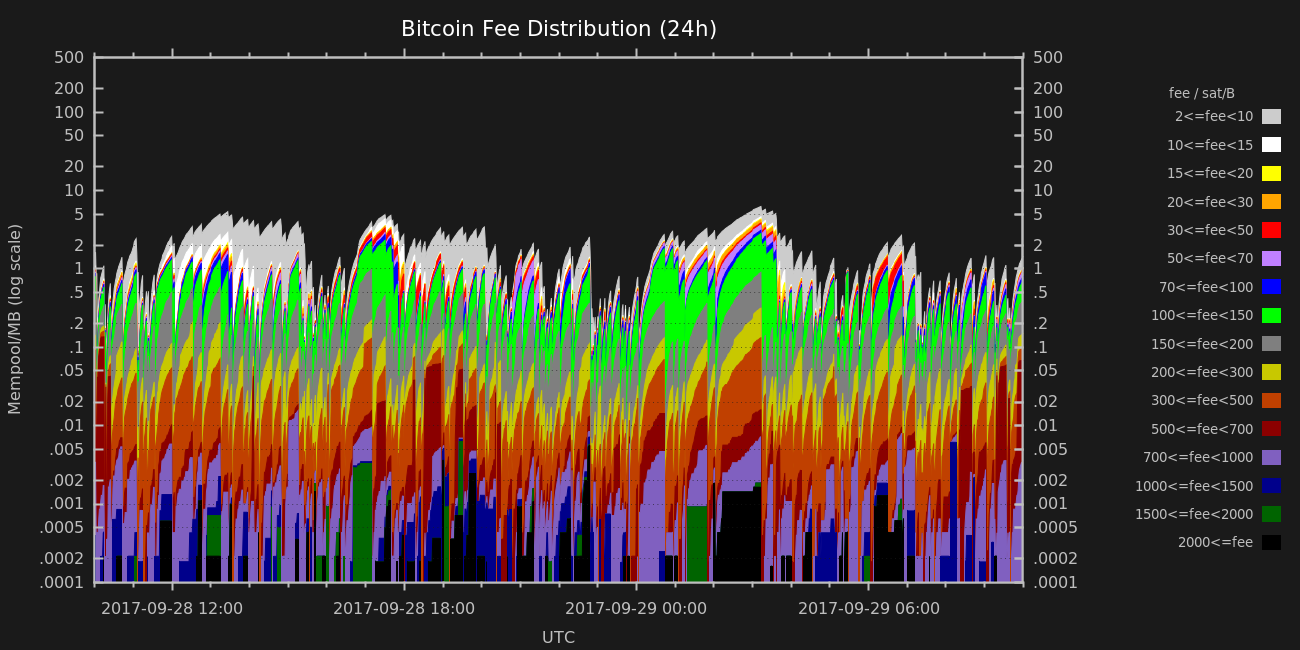 Bitcoin Fee Distribution (24h)
500
200
100
50
20
10
5
2
1
.5
.2
.1
.05
.02
.01
.005
.002
.001
.0005
.0002
.0001
Mempool/MB (log scale)
500
200
100
50
20
10
5
2
1
.5
.2
.1
.05
.02
.01
.005
.002
.001
.0005
.0002
.0001
2017-09-28 12:00
2017-09-28 18:00
2017-09-29 00:00
2017-09-29 06:00
UTC
fee / sat/B
2<=fee<10
10<=fee<15
15<=fee<20
20<=fee<30
30<=fee<50
50<=fee<70
70<=fee<100
100<=fee<150
150<=fee<200
200<=fee<300
300<=fee<500
500<=fee<700
700<=fee<1000
1000<=fee<1500
1500<=fee<2000
2000<=fee